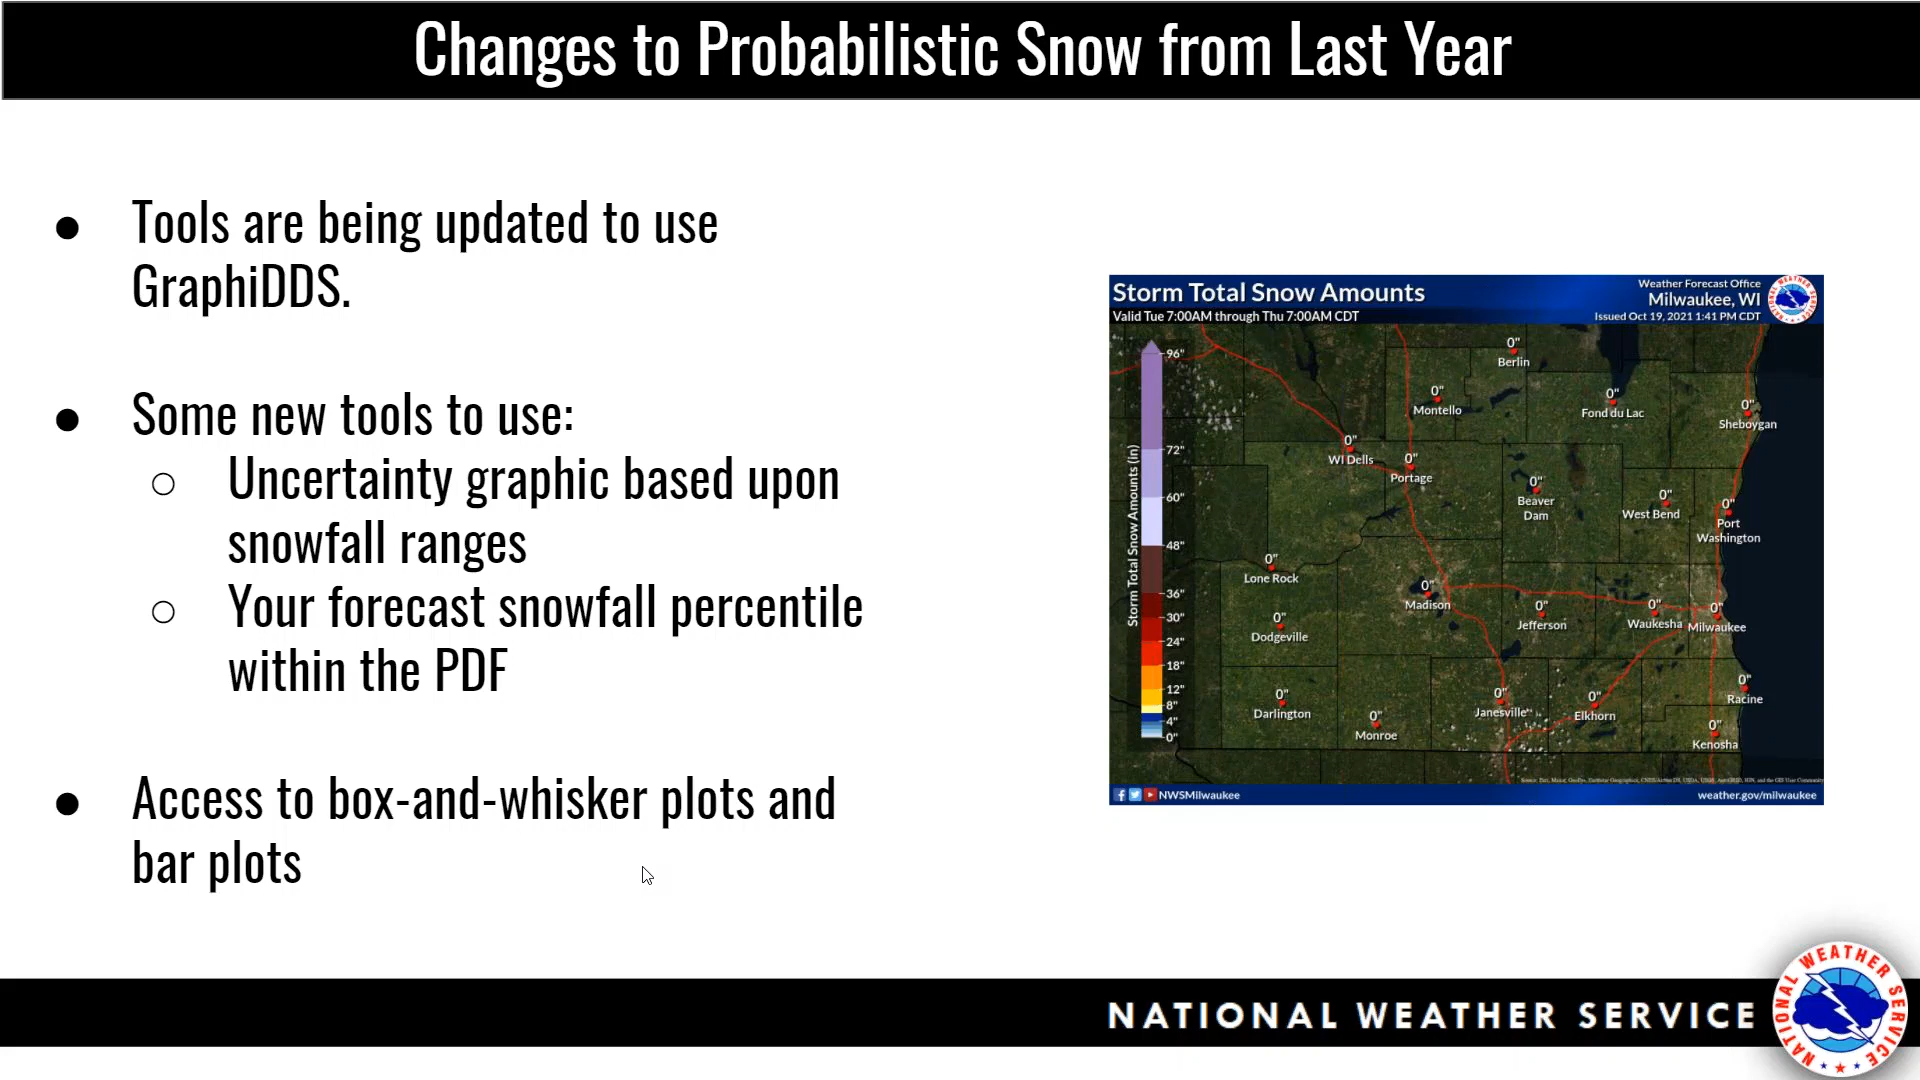 Changes to Probabilistic Snow from Last Year
● Tools are being updated to use
GraphiDDS.
● Some new tools to use:
○ Uncertainty graphic based upon
snowfall ranges
○ Your forecast snowfall percentile
within the PDF
● Access to box-and-whisker plots and
bar plots
Storm Total Snow Amounts
Valid Tue 7:00AM through Thu 7:00AM CDT
Weather Forecast Office
Milwaukee, WI
Issued Oct 19, 2021 1:41 PM CDT
Storm Total Snow Amounts (in)
96"
72"
60"
48"
36"
30"
24"
18"
12"
8"
4"
0"
0"
Berlin
0"
Montello
0"
Fond du Lac
0"
Sheboygan
0"
WI Dells
0"
Portage
0"
Beaver
Dam
0"
West Bend
0"
Port
Washington
0"
Lone Rock
0"
Madison
0"
Jefferson
0"
Waukesha
0"
Milwaukee
0"
Dodgeville
0"
Darlington
0"
Monroe
0"
Janesville
0"
Elkhorn
0"
Racine
0"
Kenosha
NWSMilwaukee
weather.gov/milwaukee
NATIONAL WEATHER SERVICE
NATIONAL WEATHER SERVICE